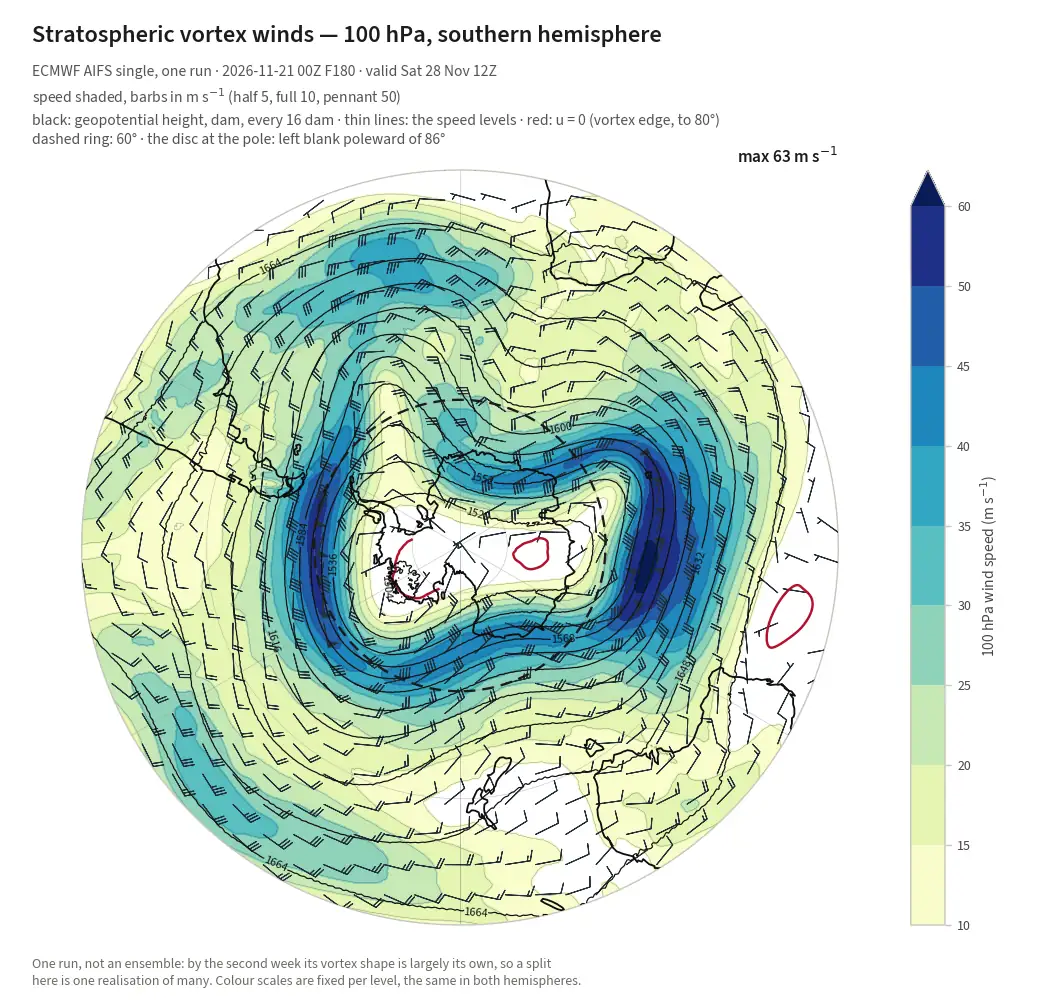 Stratospheric vortex winds — 100 hPa, southern hemisphere
ECMWF AIFS single, one run · 2026-11-21 00Z F180 · valid Sat 28 Nov 12Z
speed shaded, barbs in m s⁻¹ (half 5, full 10, pennant 50)
black: geopotential height, dam, every 16 dam · thin lines: the speed levels · red: u = 0 (vortex edge, to 80°)
dashed ring: 60° · the disc at the pole: left blank poleward of 86°
max 63 m s⁻¹
60
50
45
40
35
30
25
20
15
10
100 hPa wind speed (m s⁻¹)
1664
1600
1520
1584
1536
1632
1616
1568
1648
1664
1664
One run, not an ensemble: by the second week its vortex shape is largely its own, so a split
here is one realisation of many. Colour scales are fixed per level, the same in both hemispheres.